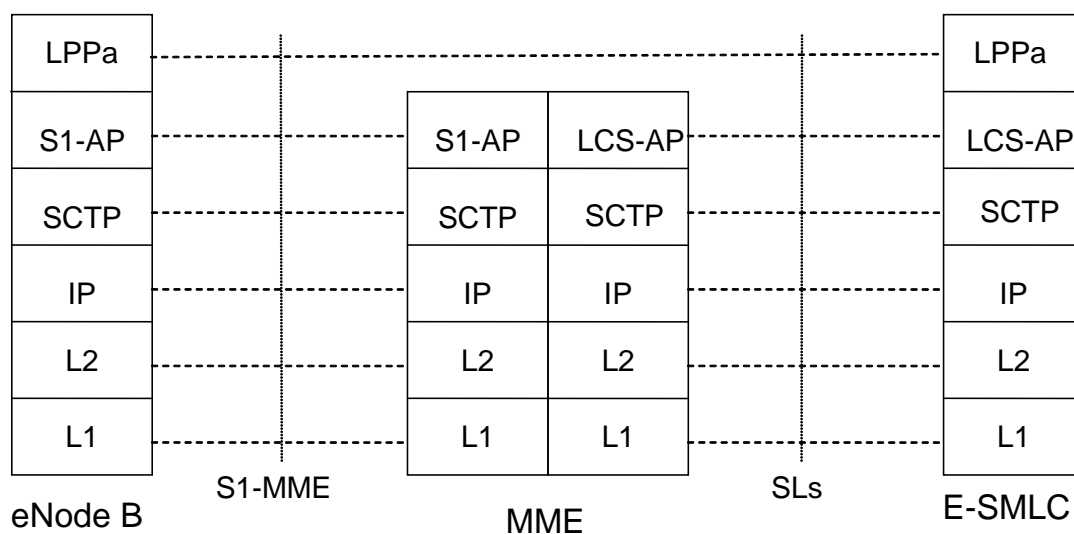 LPPa LPPa
S1-AP S1-AP LCS-AP LCS-AP
SCTP SCTP SCTP SCTP
IP IP IP IP
L2 L2 L2 L2
L1 L1 L1 L1
S1-MME SLs
eNode B MME E-SMLC